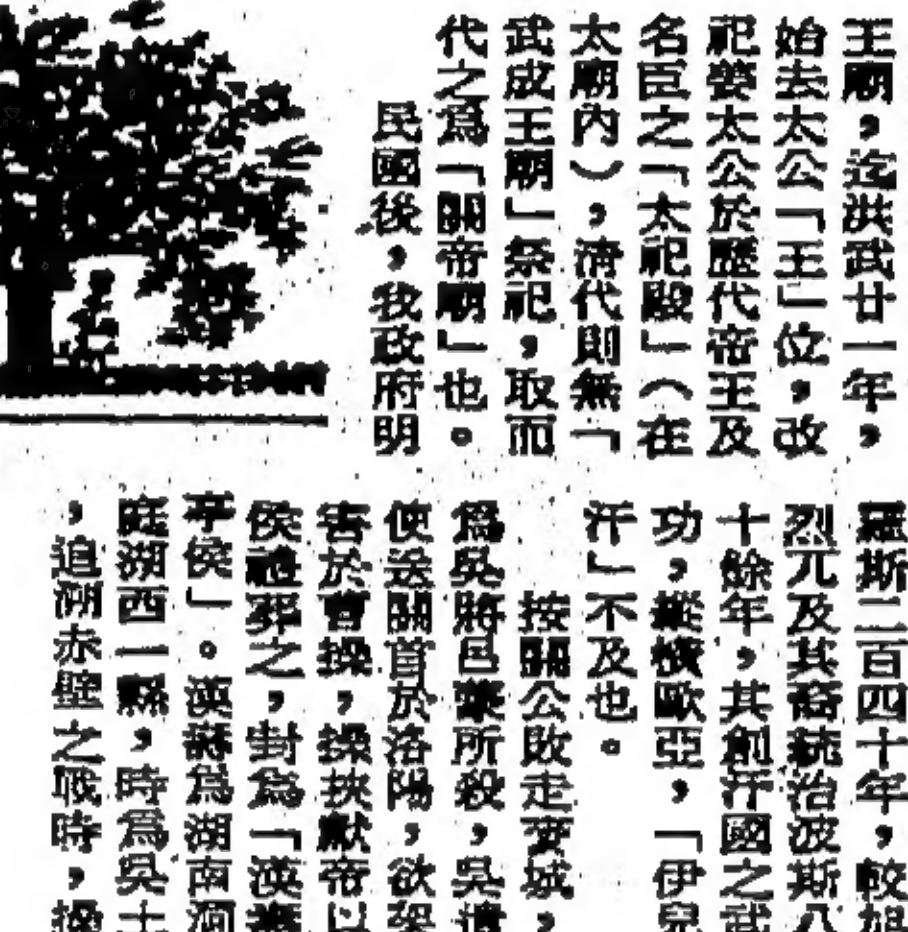 王廟，迄洪武廿一年，
始去太公「王」位，改
祀姜太公於歷代帝王及
名臣之「太祀殿」（在
太廟內），清代則無「
武成王廟」祭祀，取而
代之為「關帝廟」也。
民國後，我政府明
羅斯二百四十年，較旭
烈兀及其裔統治波斯八
十餘年，其創汗國之武
功，縱橫歐亞，「伊兒
汗」不及也。
按關公敗走麥城，
為吳將呂蒙所殺，吳遣
使送關首於洛陽，欲架
害於曹操，操挾獻帝以
侯禮葬之，封為「漢壽
亭侯」。漢壽為湖南洞
庭湖西一縣，時為吳土
，追溯赤壁之戰時，操